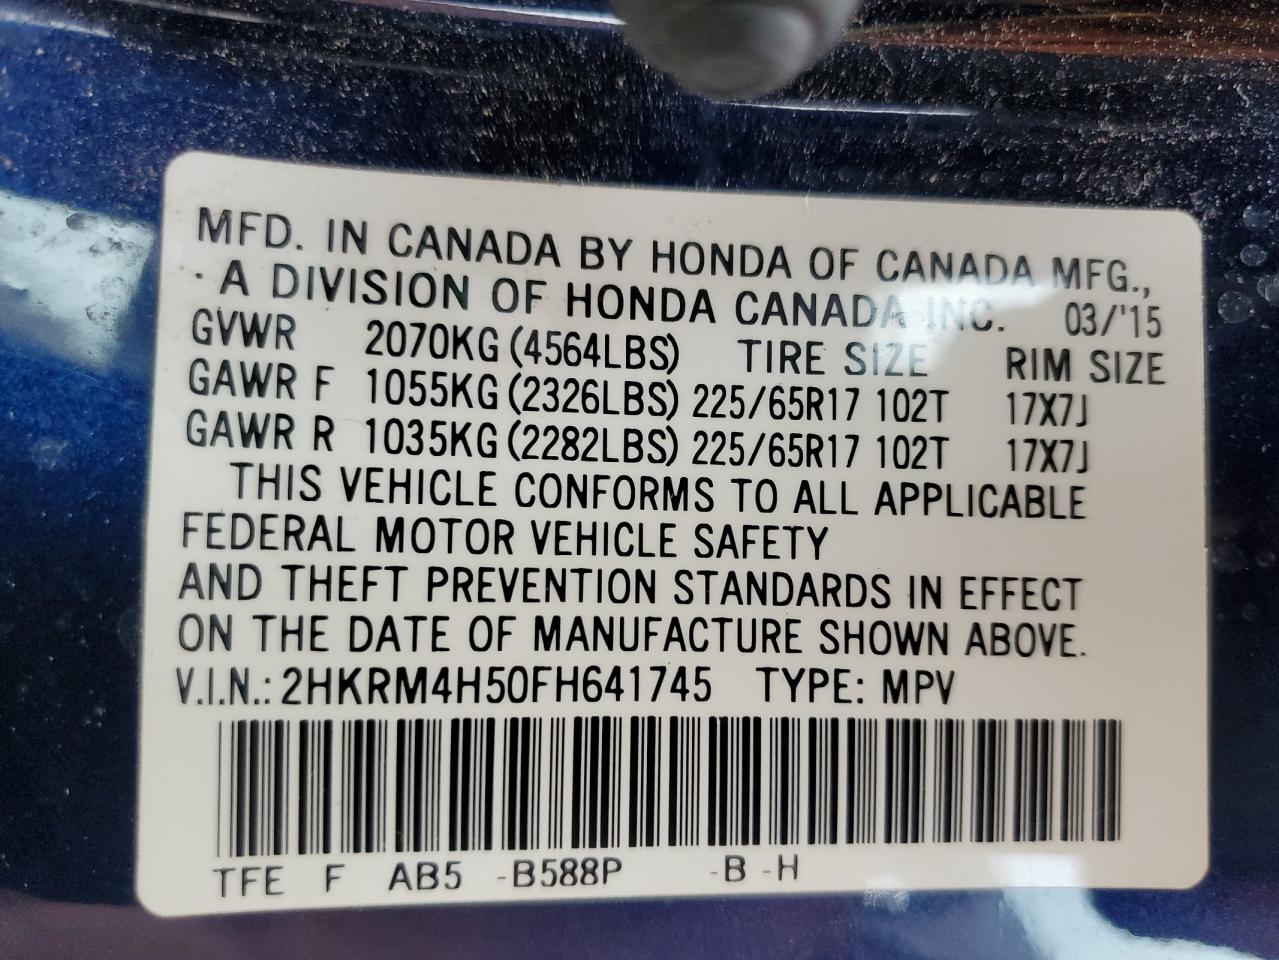 MFD. IN CANADA BY HONDA OF CANADA MFG.,
· A DIVISION OF HONDA CANADA INC. 03/'15
GVWR 2070KG (4564LBS) TIRE SIZE RIM SIZE
GAWR F 1055KG (2326LBS) 225/65R17 102T 17X7J
GAWR R 1035KG (2282LBS) 225/65R17 102T 17X7J
THIS VEHICLE CONFORMS TO ALL APPLICABLE
FEDERAL MOTOR VEHICLE SAFETY
AND THEFT PREVENTION STANDARDS IN EFFECT
ON THE DATE OF MANUFACTURE SHOWN ABOVE.
V.I.N.: 2HKRM4H50FH641745 TYPE: MPV
TFE F AB5 -B588P -B -H